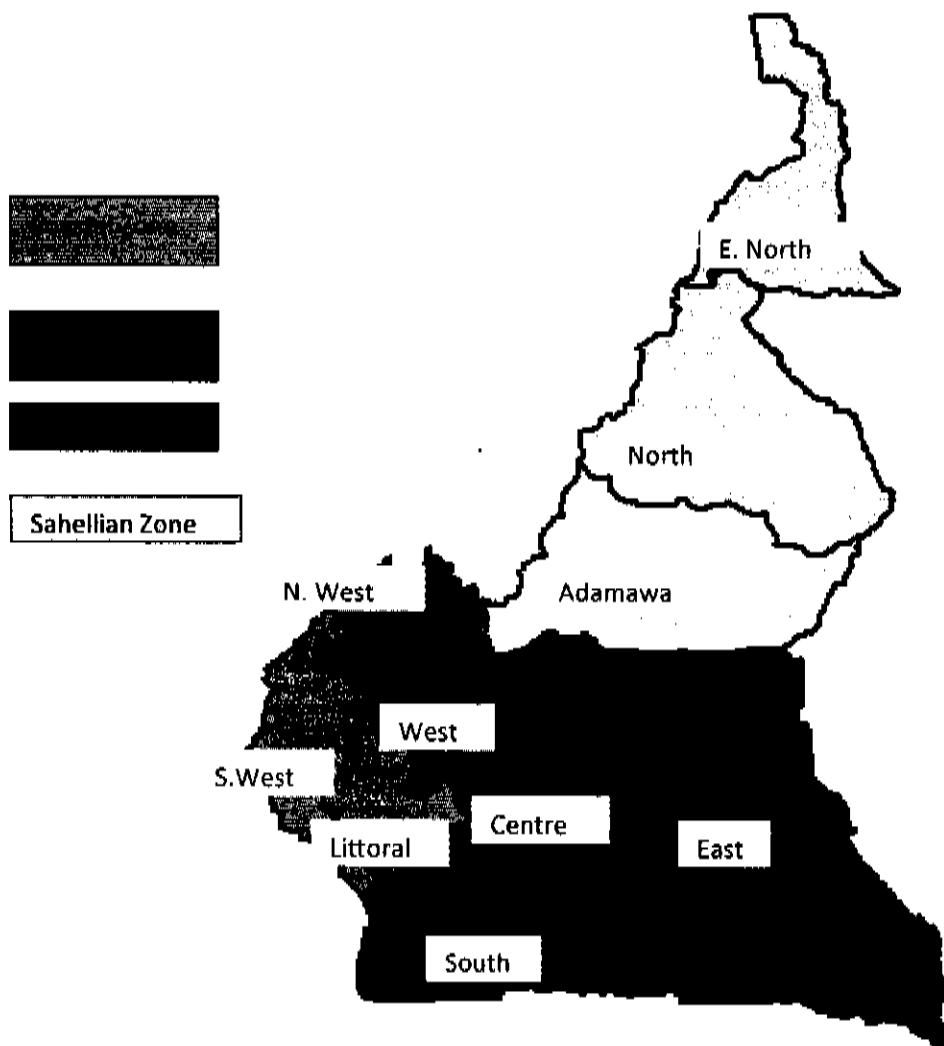 E. North
North
Sahellian Zone
N. West
Adamawa
West
S.West
Centre
Littoral
East
South